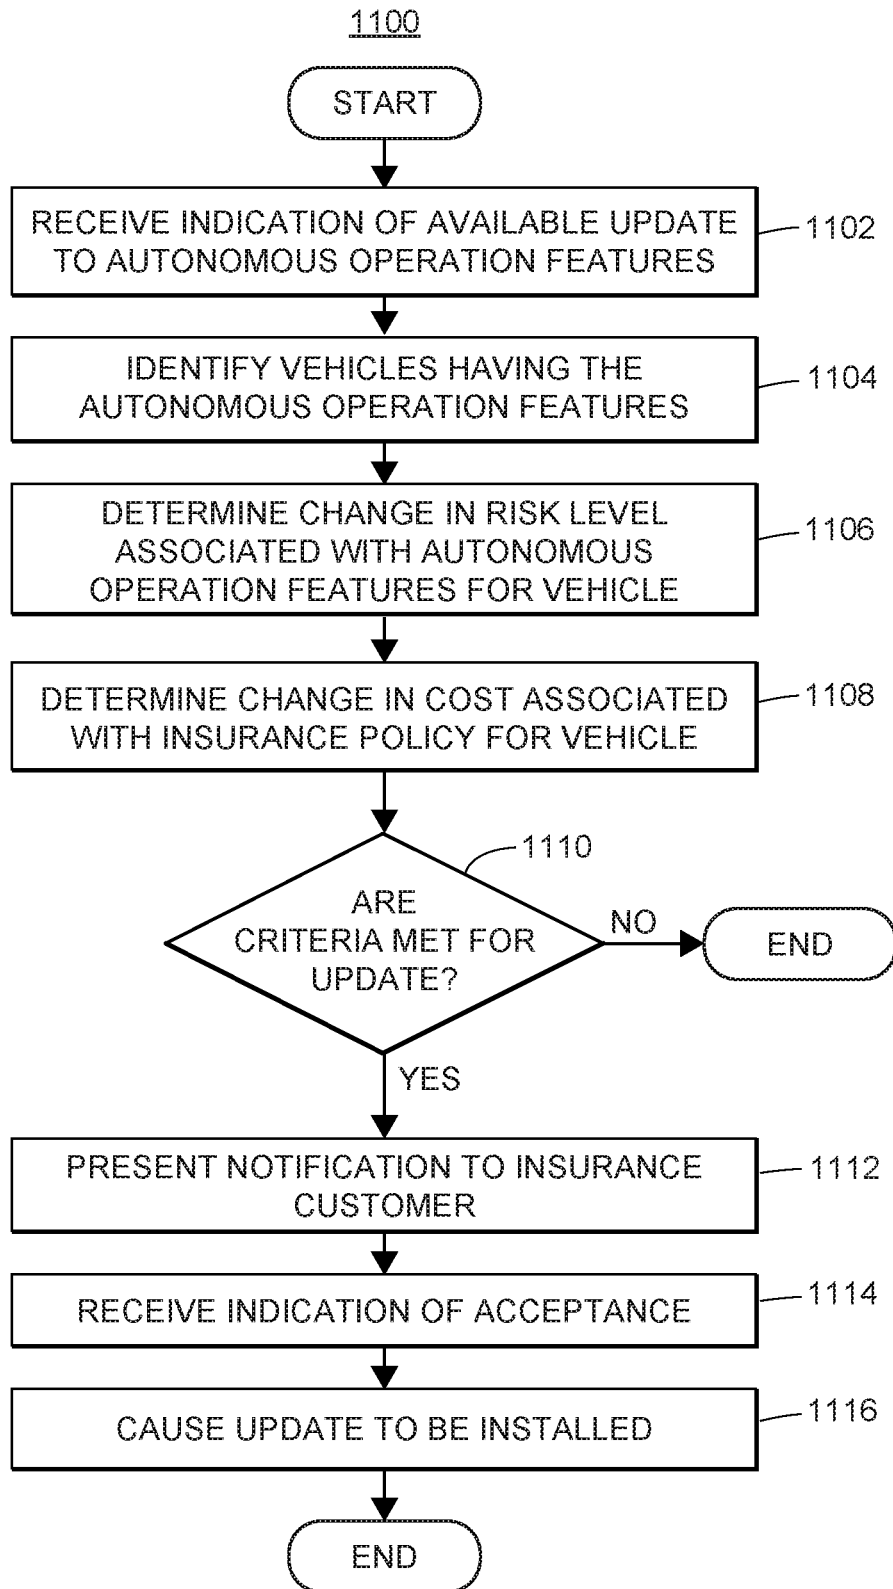 1100
START
RECEIVE INDICATION OF AVAILABLE UPDATE
TO AUTONOMOUS OPERATION FEATURES
1102
IDENTIFY VEHICLES HAVING THE
AUTONOMOUS OPERATION FEATURES
1104
DETERMINE CHANGE IN RISK LEVEL
ASSOCIATED WITH AUTONOMOUS
OPERATION FEATURES FOR VEHICLE
1106
DETERMINE CHANGE IN COST ASSOCIATED
WITH INSURANCE POLICY FOR VEHICLE
1108
1110
ARE
CRITERIA MET FOR
UPDATE?
NO
END
YES
PRESENT NOTIFICATION TO INSURANCE
CUSTOMER
1112
RECEIVE INDICATION OF ACCEPTANCE
1114
CAUSE UPDATE TO BE INSTALLED
1116
END